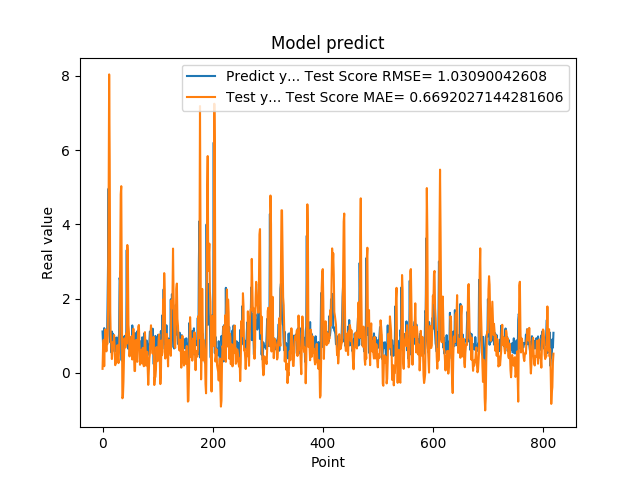 Model predict
Predict y... Test Score RMSE= 1.03090042608
Test y... Test Score MAE= 0.6692027144281606
8
6
4
2
0
Real value
0 200 400 600 800
Point